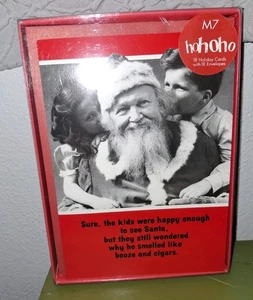 M7
hohoho
18 Holiday Cards
with 18 Envelopes
Sure, the kids were happy enough
to see Santa,
but they still wondered
why he smelled like
booze and cigars.